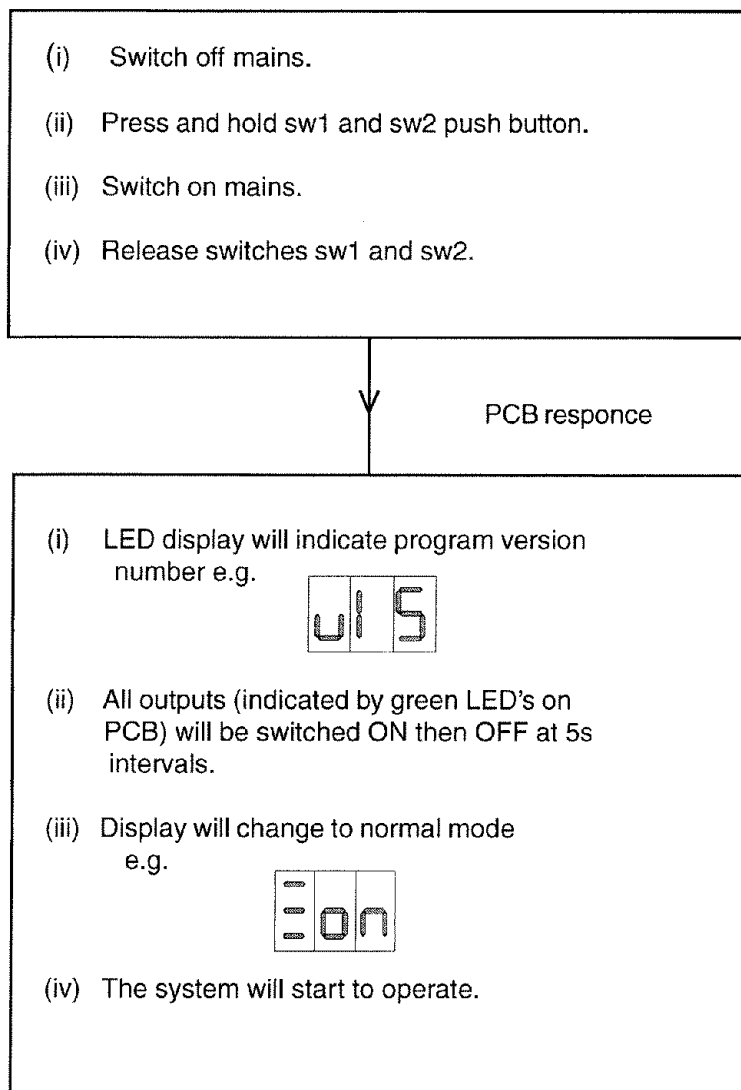 (i) Switch off mains.
(ii) Press and hold sw1 and sw2 push button.
(iii) Switch on mains.
(iv) Release switches sw1 and sw2.
PCB responce
(i) LED display will indicate program version
number e.g.
u1 5
(ii) All outputs (indicated by green LED's on
PCB) will be switched ON then OFF at 5s
intervals.
(iii) Display will change to normal mode
e.g.
Ξon
(iv) The system will start to operate.